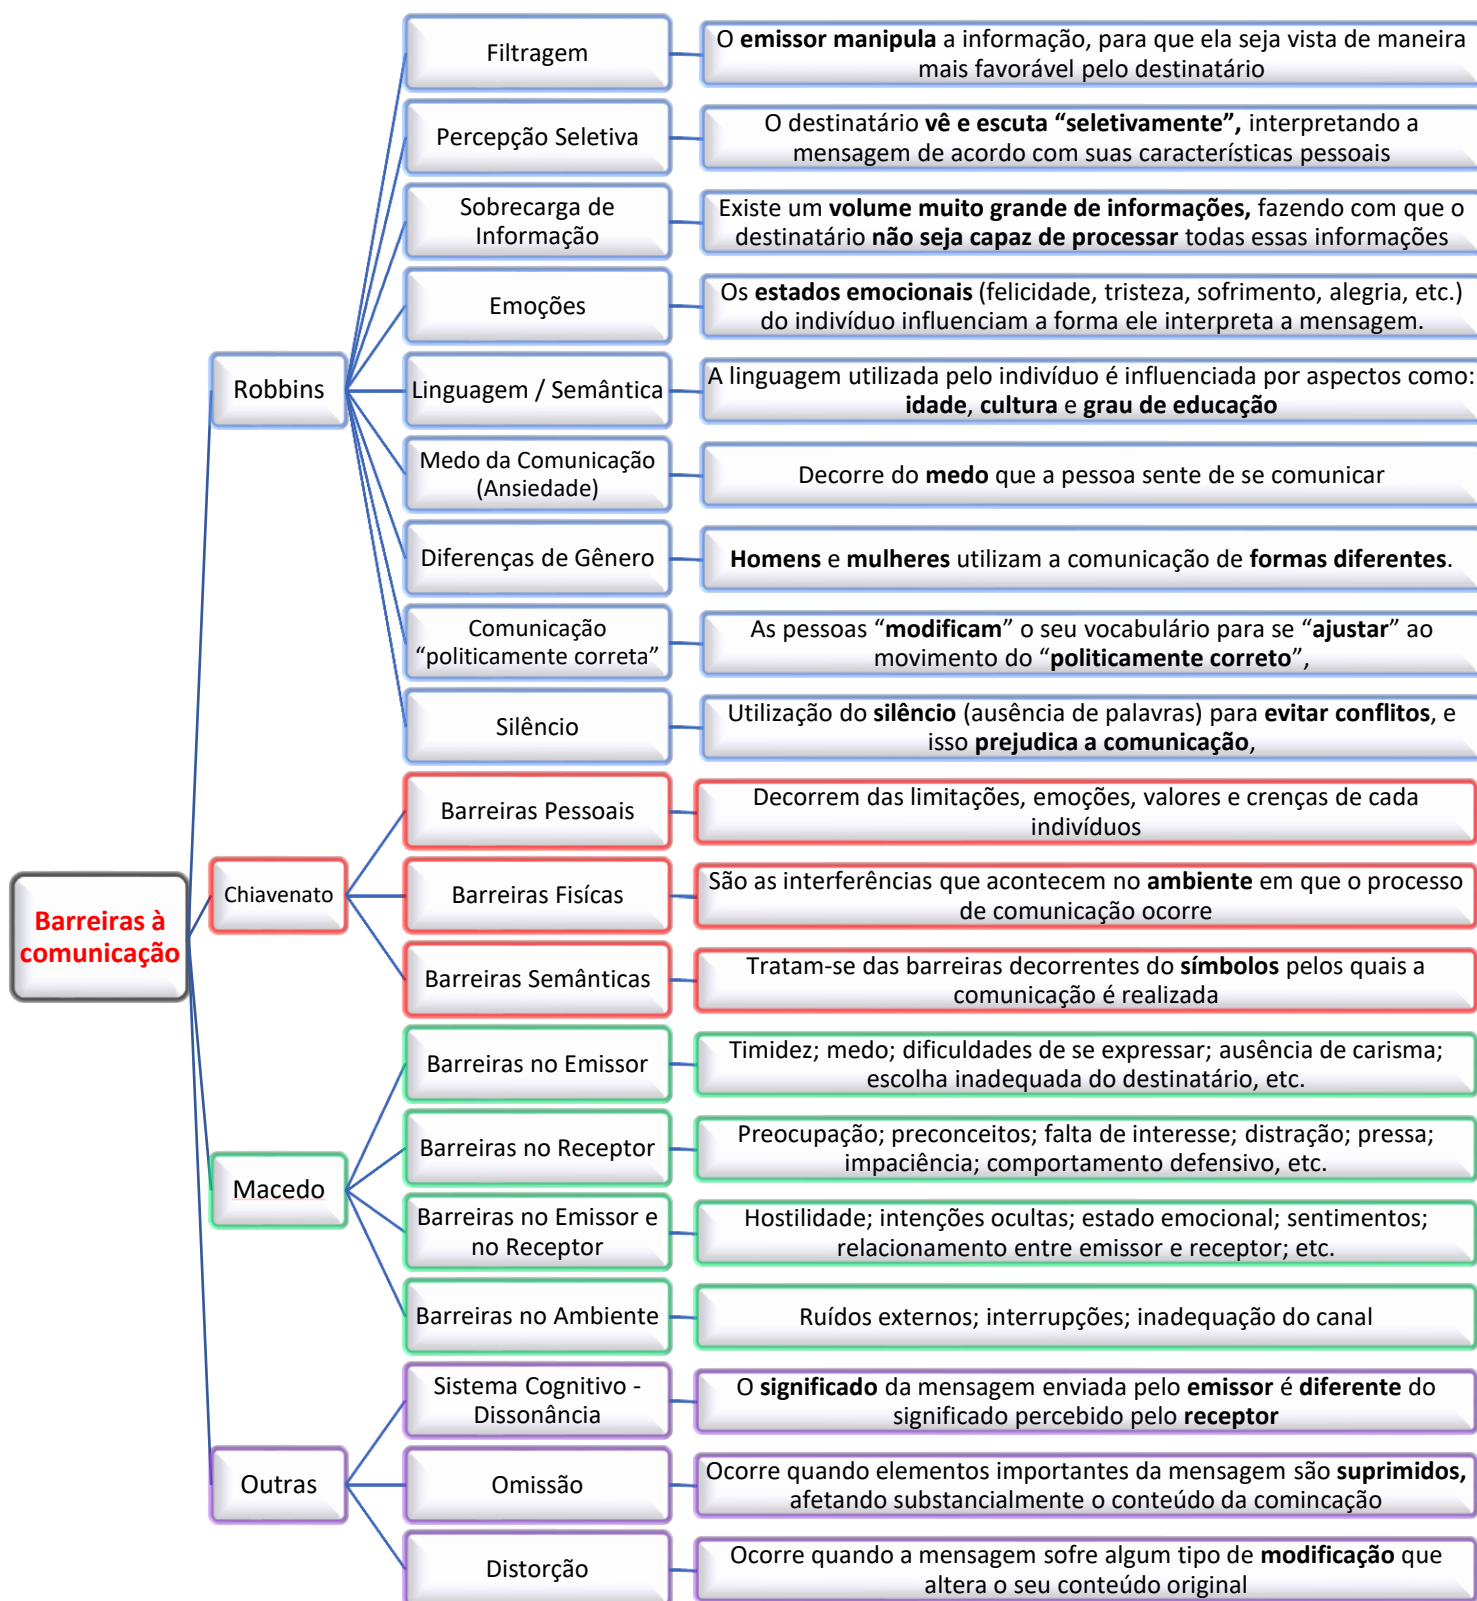 Filtragem
O emissor manipula a informação, para que ela seja vista de maneira
mais favorável pelo destinatário
Percepção Seletiva
O destinatário vê e escuta “seletivamente”, interpretando a
mensagem de acordo com suas características pessoais
Sobrecarga de
Informação
Existe um volume muito grande de informações, fazendo com que o
destinatário não seja capaz de processar todas essas informações
Emoções
Os estados emocionais (felicidade, tristeza, sofrimento, alegria, etc.)
do indivíduo influenciam a forma ele interpreta a mensagem.
Robbins
Linguagem / Semântica
A linguagem utilizada pelo indivíduo é influenciada por aspectos como:
idade, cultura e grau de educação
Medo da Comunicação
(Ansiedade)
Decorre do medo que a pessoa sente de se comunicar
Diferenças de Gênero
Homens e mulheres utilizam a comunicação de formas diferentes.
Comunicação
“politicamente correta”
As pessoas “modificam” o seu vocabulário para se “ajustar” ao
movimento do “politicamente correto”,
Silêncio
Utilização do silêncio (ausência de palavras) para evitar conflitos, e
isso prejudica a comunicação,
Barreiras à
comunicação
Chiavenato
Barreiras Pessoais
Decorrem das limitações, emoções, valores e crenças de cada
indivíduos
Barreiras Fisícas
São as interferências que acontecem no ambiente em que o processo
de comunicação ocorre
Barreiras Semânticas
Tratam-se das barreiras decorrentes do símbolos pelos quais a
comunicação é realizada
Macedo
Barreiras no Emissor
Timidez; medo; dificuldades de se expressar; ausência de carisma;
escolha inadequada do destinatário, etc.
Barreiras no Receptor
Preocupação; preconceitos; falta de interesse; distração; pressa;
impaciência; comportamento defensivo, etc.
Barreiras no Emissor e
no Receptor
Hostilidade; intenções ocultas; estado emocional; sentimentos;
relacionamento entre emissor e receptor; etc.
Barreiras no Ambiente
Ruídos externos; interrupções; inadequação do canal
Outras
Sistema Cognitivo -
Dissonância
O significado da mensagem enviada pelo emissor é diferente do
significado percebido pelo receptor
Omissão
Ocorre quando elementos importantes da mensagem são suprimidos,
afetando substancialmente o conteúdo da comincação
Distorção
Ocorre quando a mensagem sofre algum tipo de modificação que
altera o seu conteúdo original